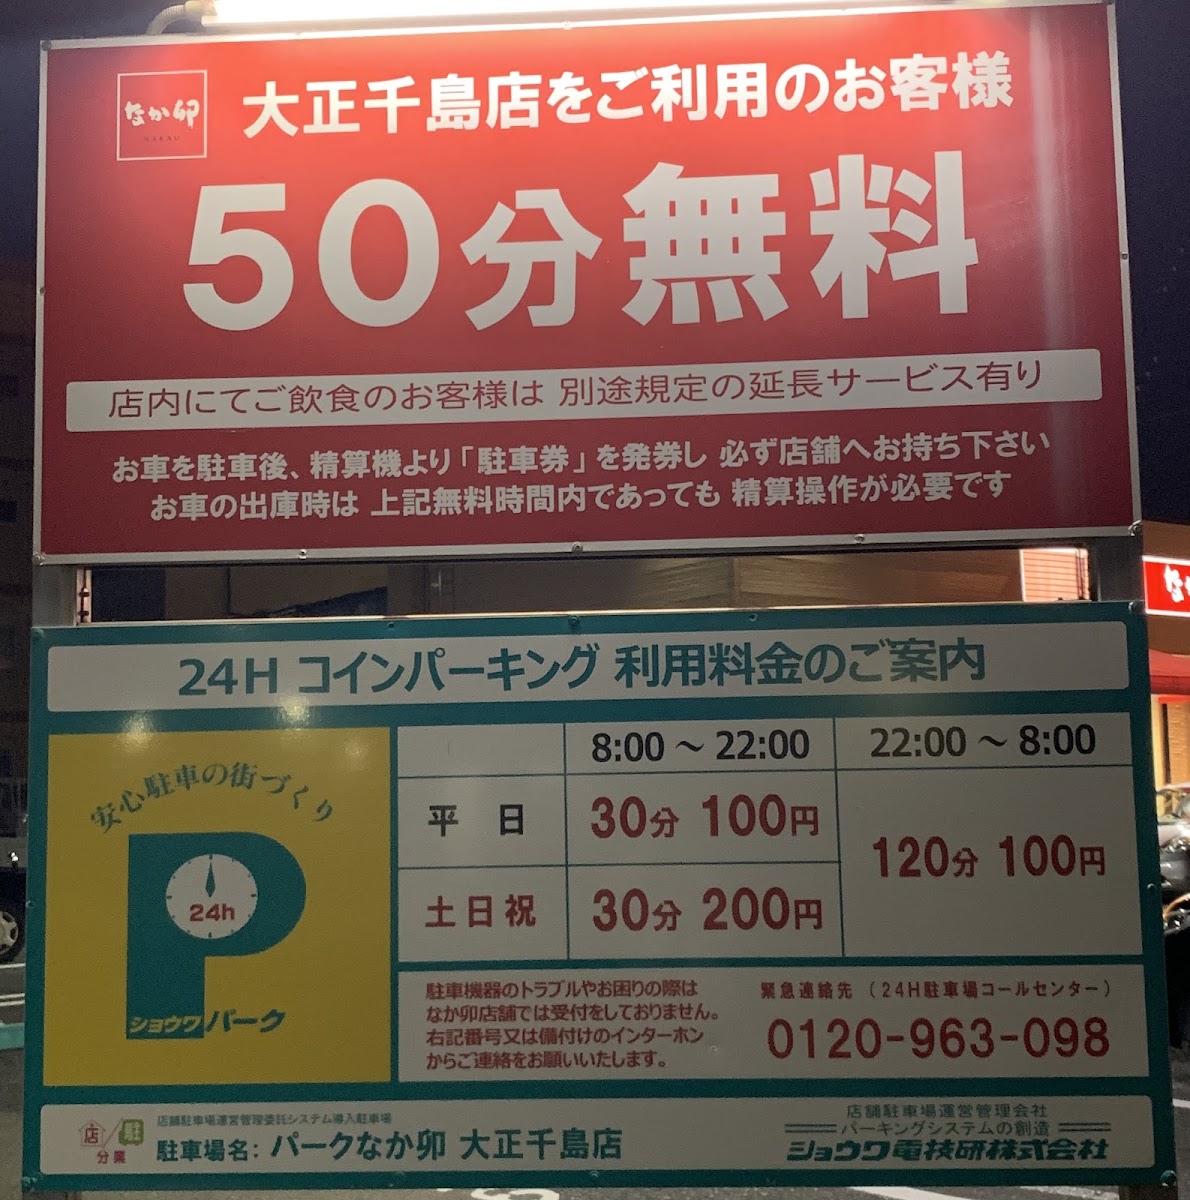 なか卯
NAKAU
大正千島店をご利用のお客様
50分無料
店内にてご飲食のお客様は 別途規定の延長サービス有り
お車を駐車後、精算機より「駐車券」を発券し 必ず店舗へお持ち下さい
お車の出庫時は 上記無料時間内であっても 精算操作が必要です
24H コインパーキング 利用料金のご案内
安心駐車の街づくり
24h
ショウワパーク
8:00 ～ 22:00
22:00 ～ 8:00
平 日
30分 100円
120分 100円
土日祝
30分 200円
駐車機器のトラブルやお困りの際は
なか卯店舗では受付をしておりません。
右記番号又は備付けのインターホン
からご連絡をお願いいたします。
緊急連絡先 （24H駐車場コールセンター）
0120-963-098
店/駐
分業
店舗駐車場運営管理委託システム導入駐車場
駐車場名: パークなか卯 大正千島店
店舗駐車場運営管理会社
パーキングシステムの創造
ショウワ電技研株式会社